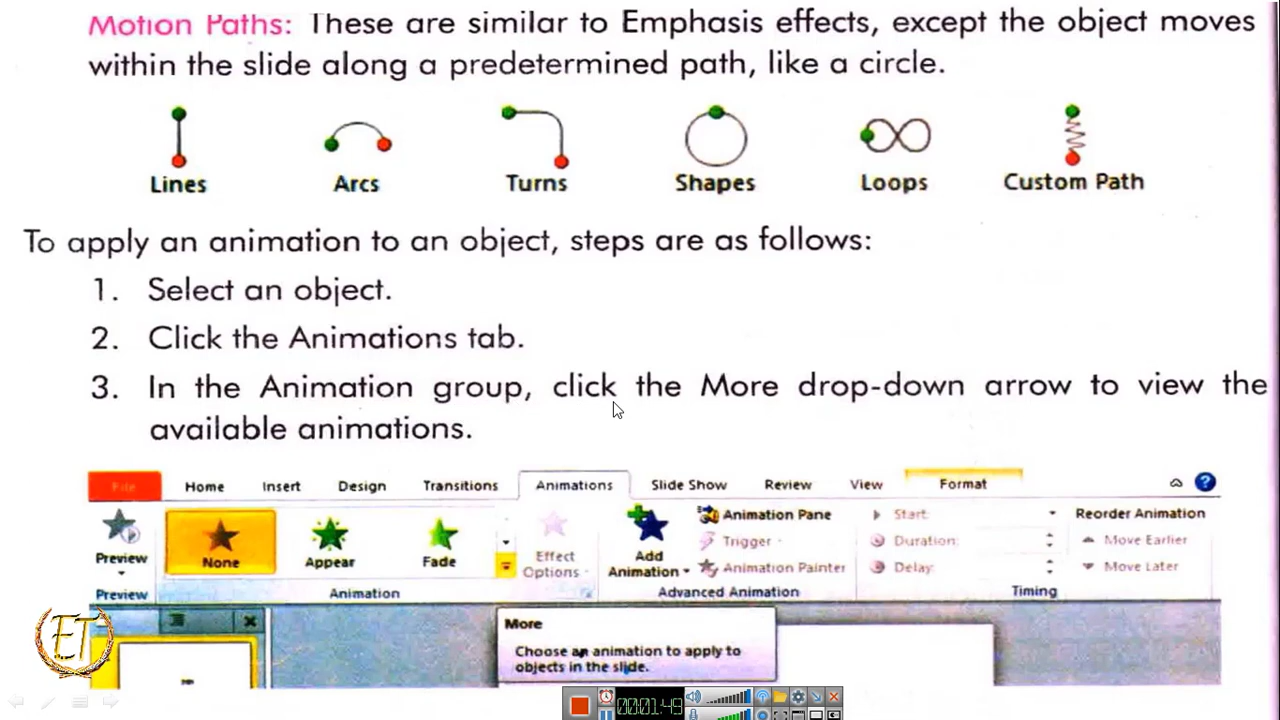 Motion Paths: These are similar to Emphasis effects, except the object moves
within the slide along a predetermined path, like a circle.
Lines Arcs Turns Shapes Loops Custom Path
To apply an animation to an object, steps are as follows:
1. Select an object.
2. Click the Animations tab.
3. In the Animation group, click the More drop-down arrow to view the
available animations.
File Home Insert Design Transitions Animations Slide Show Review View Format
Preview None Appear Fade Effect Options Add Animation Animation Pane Start: Reorder Animation
Trigger Duration: Move Earlier
Animation Painter Delay: Move Later
Preview Animation Advanced Animation Timing
More
Choose an animation to apply to
objects in the slide.
ET
00:01:49